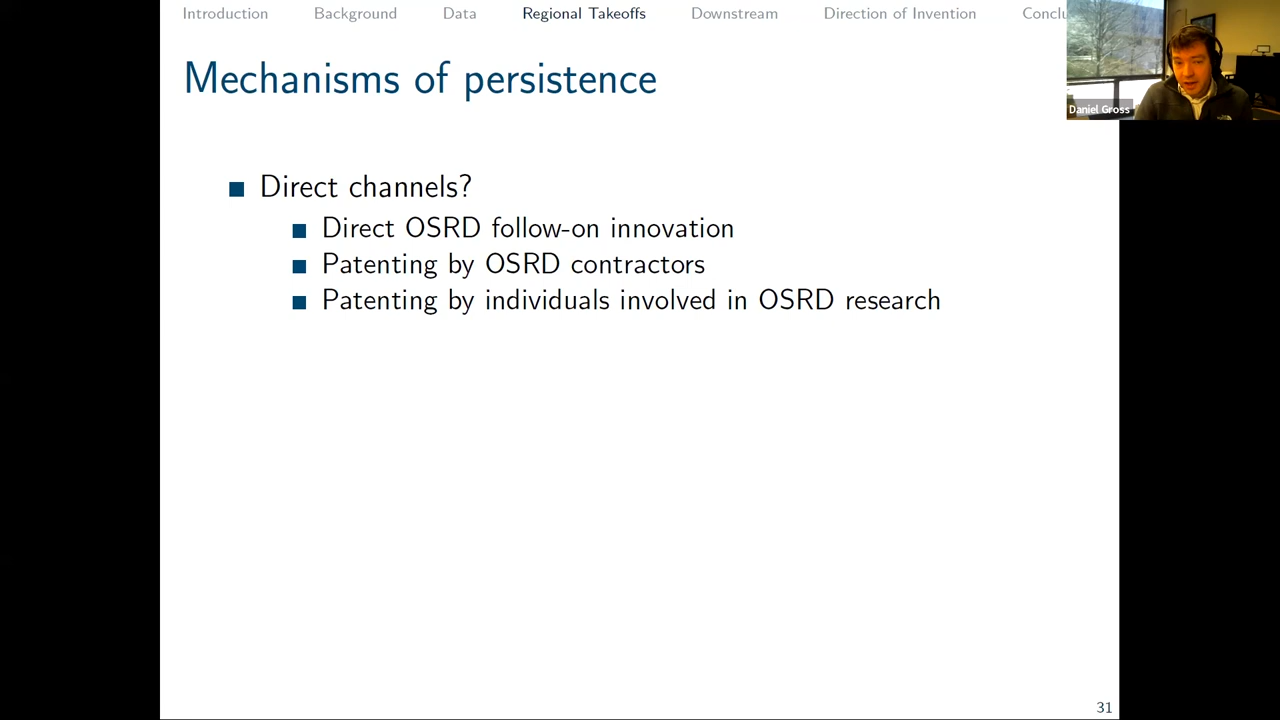 Introduction Background Data Regional Takeoffs Downstream Direction of Invention Conclu
Daniel Gross
Mechanisms of persistence
Direct channels?
Direct OSRD follow-on innovation
Patenting by OSRD contractors
Patenting by individuals involved in OSRD research
31